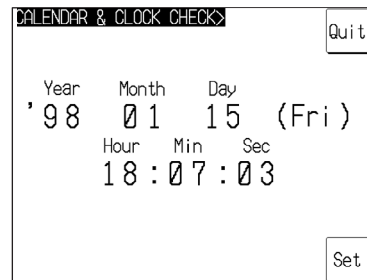 CALENDAR & CLOCK CHECK>
Quit
Year Month Day
'98 01 15 (Fri)
Hour Min Sec
18:07:03
Set